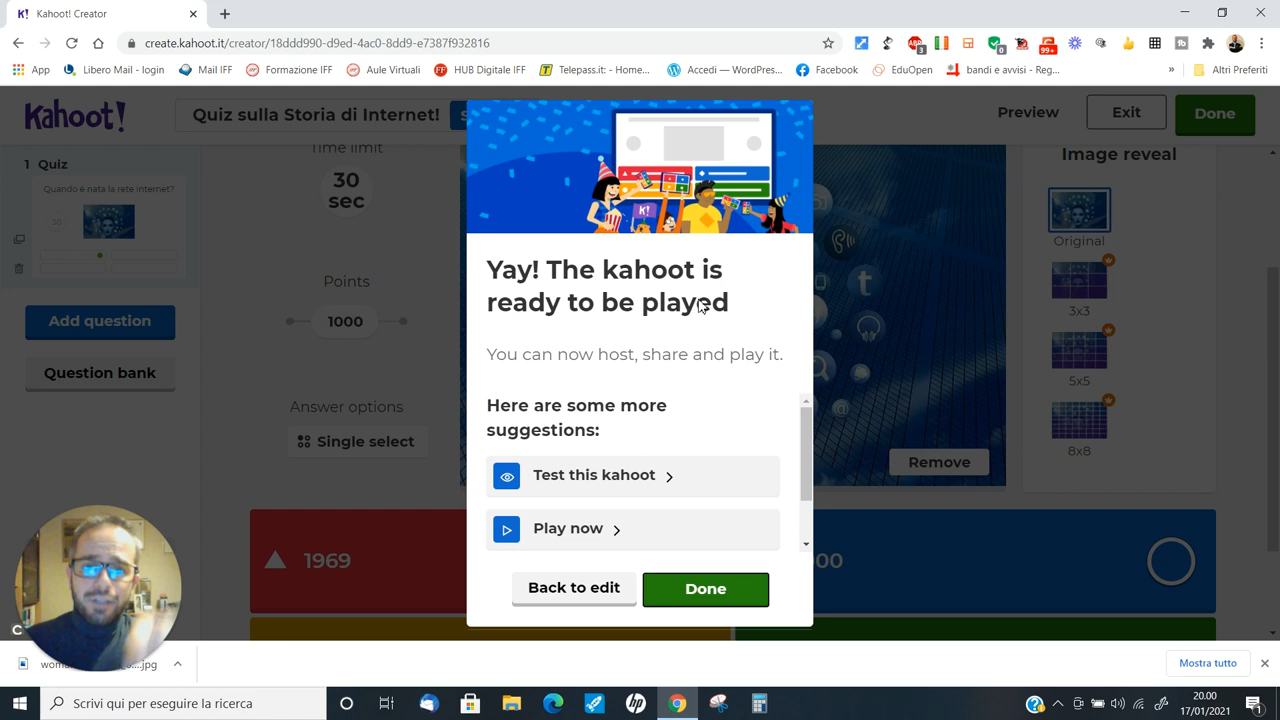 Kahoot! Creator
create.kahoot.it/creator/18ddd990-d9ed-4ac0-8dd9-e7387f932816
App
Libero Mail - login
Mail IFF
Formazione IFF
Aule Virtuali
HUB Digitale IFF
Telepass.it: - Home...
Accedi — WordPres...
Facebook
EduOpen
bandi e avvisi - Reg...
»
Altri Preferiti
Kahoot!
Quiz sulla Storia di Internet!
Preview
Exit
Done
1 Quiz
Quando è nata la rete internet?
Add question
Question bank
Time limit
30
sec
Points
1000
Answer options
Single select
Yay! The kahoot is
ready to be played
You can now host, share and play it.
Here are some more
suggestions:
Test this kahoot
Play now
Back to edit
Done
Image reveal
Original
3x3
5x5
8x8
Remove
1969
00
Mostra tutto
Scrivi qui per eseguire la ricerca
20.00
17/01/2021